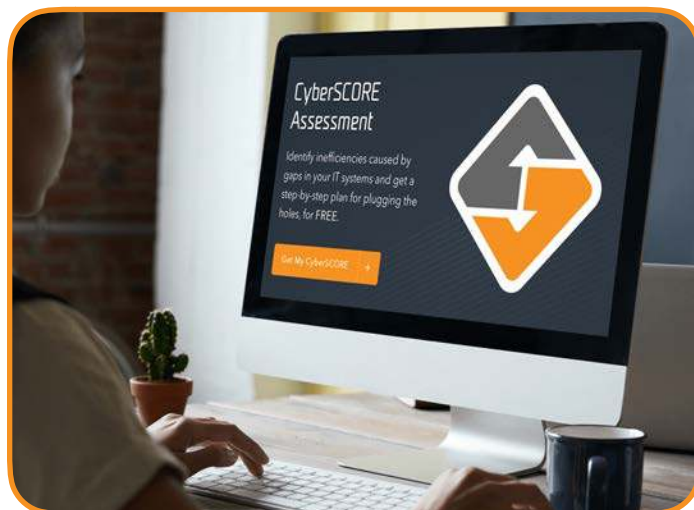 CyberSCORE
Assessment
Identify inefficiencies caused by
gaps in your IT systems and get a
step-by-step plan for plugging the
holes, for FREE.
Get My CyberSCORE +